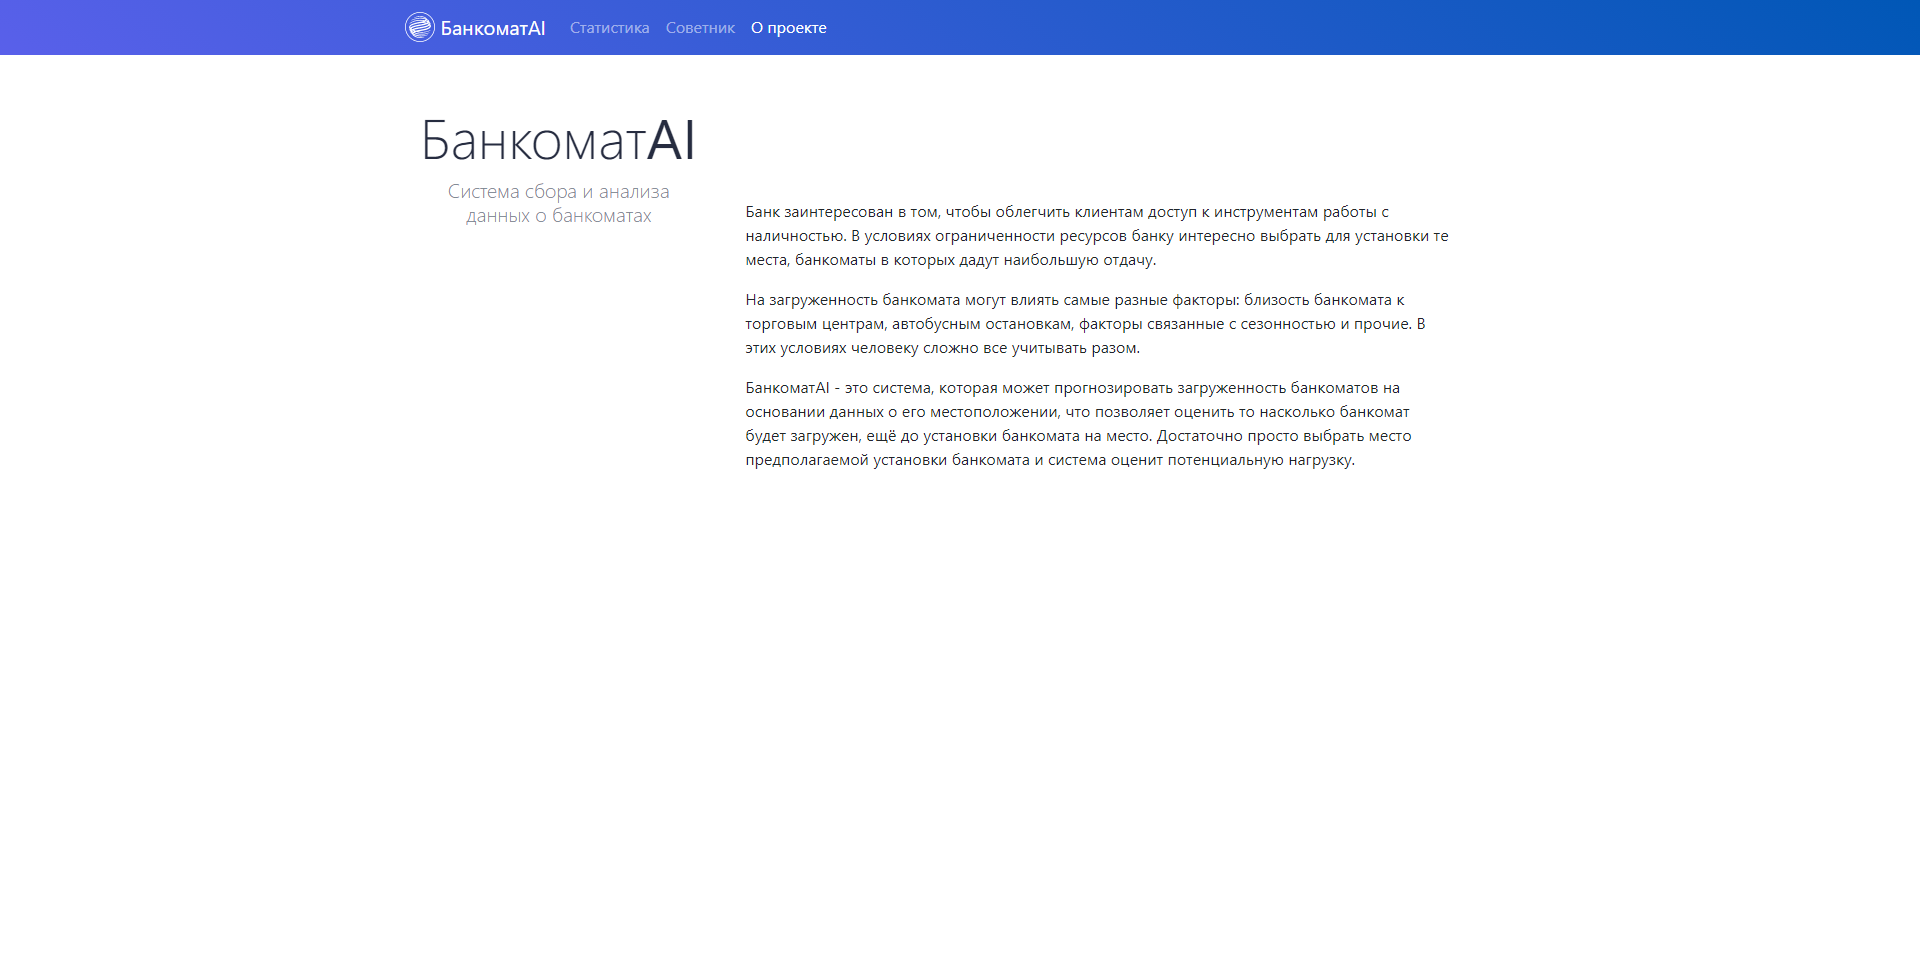 БанкоматAI
Статистика
Советник
О проекте
БанкоматAI
Система сбора и анализа
данных о банкоматах
Банк заинтересован в том, чтобы облегчить клиентам доступ к инструментам работы с
наличностью. В условиях ограниченности ресурсов банку интересно выбрать для установки те
места, банкоматы в которых дадут наибольшую отдачу.
На загруженность банкомата могут влиять самые разные факторы: близость банкомата к
торговым центрам, автобусным остановкам, факторы связанные с сезонностью и прочие. В
этих условиях человеку сложно все учитывать разом.
БанкоматAI - это система, которая может прогнозировать загруженность банкоматов на
основании данных о его местоположении, что позволяет оценить то насколько банкомат
будет загружен, ещё до установки банкомата на место. Достаточно просто выбрать место
предполагаемой установки банкомата и система оценит потенциальную нагрузку.